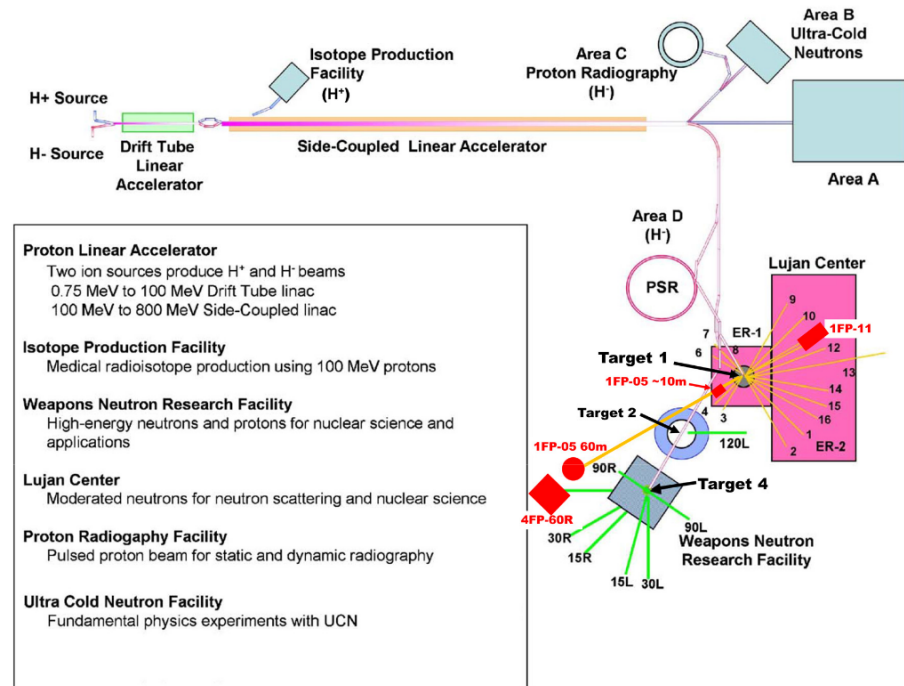 Area B
Ultra-Cold
Neutrons
Isotope Production
Facility
(H⁺)
Area C
Proton Radiography
(H⁻)
H+ Source
H- Source
Drift Tube
Linear
Accelerator
Side-Coupled Linear Accelerator
Area A
Area D
(H⁻)
PSR
Lujan Center
9
10
1FP-11
7
ER-1
8
6
12
Target 1
13
1FP-05 ~10m
14
4
3
15
16
Target 2
1
ER-2
120L
2
1FP-05 60m
90R
Target 4
4FP-60R
90L
30R
15R
15L
30L
Weapons Neutron
Research Facility
Proton Linear Accelerator
Two ion sources produce H⁺ and H⁻ beams
0.75 MeV to 100 MeV Drift Tube linac
100 MeV to 800 MeV Side-Coupled linac
Isotope Production Facility
Medical radioisotope production using 100 MeV protons
Weapons Neutron Research Facility
High-energy neutrons and protons for nuclear science and
applications
Lujan Center
Moderated neutrons for neutron scattering and nuclear science
Proton Radiogaphy Facility
Pulsed proton beam for static and dynamic radiography
Ultra Cold Neutron Facility
Fundamental physics experiments with UCN